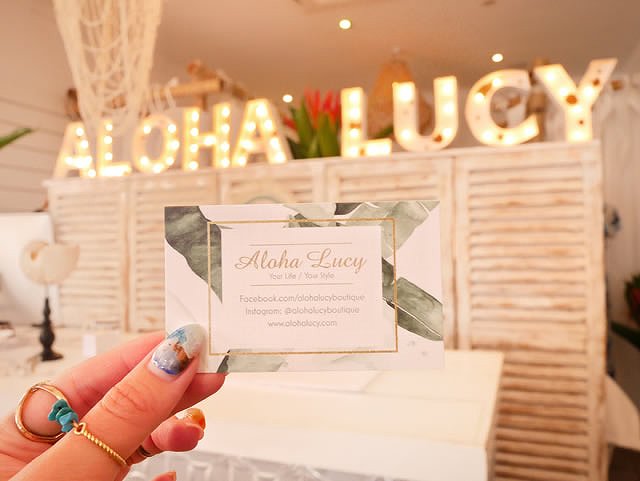 ALOHA LUCY
Aloha Lucy
Your Life / Your Style
Facebook.com/alohalucyboutique
Instagram: @alohalucyboutique
www.alohalucy.com